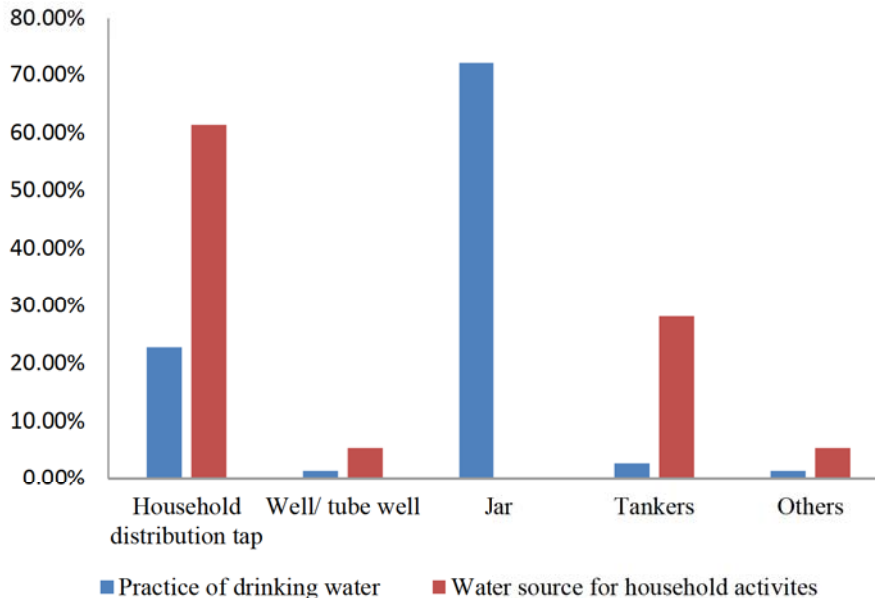 80.00%
70.00%
60.00%
50.00%
40.00%
30.00%
20.00%
10.00%
0.00%
Household distribution tap
Well/ tube well
Jar
Tankers
Others
Practice of drinking water
Water source for household activites